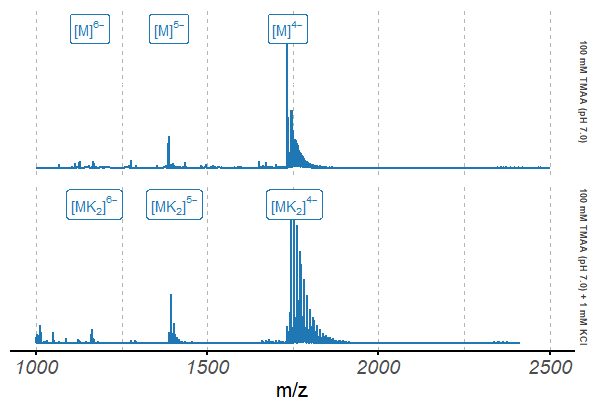 [M]⁶⁻ [M]⁵⁻ [M]⁴⁻
100 mM TMAA (pH 7.0)
[MK₂]⁶⁻ [MK₂]⁵⁻ [MK₂]⁴⁻
100 mM TMAA (pH 7.0) + 1 mM KCl
1000 1500 2000 2500
m/z